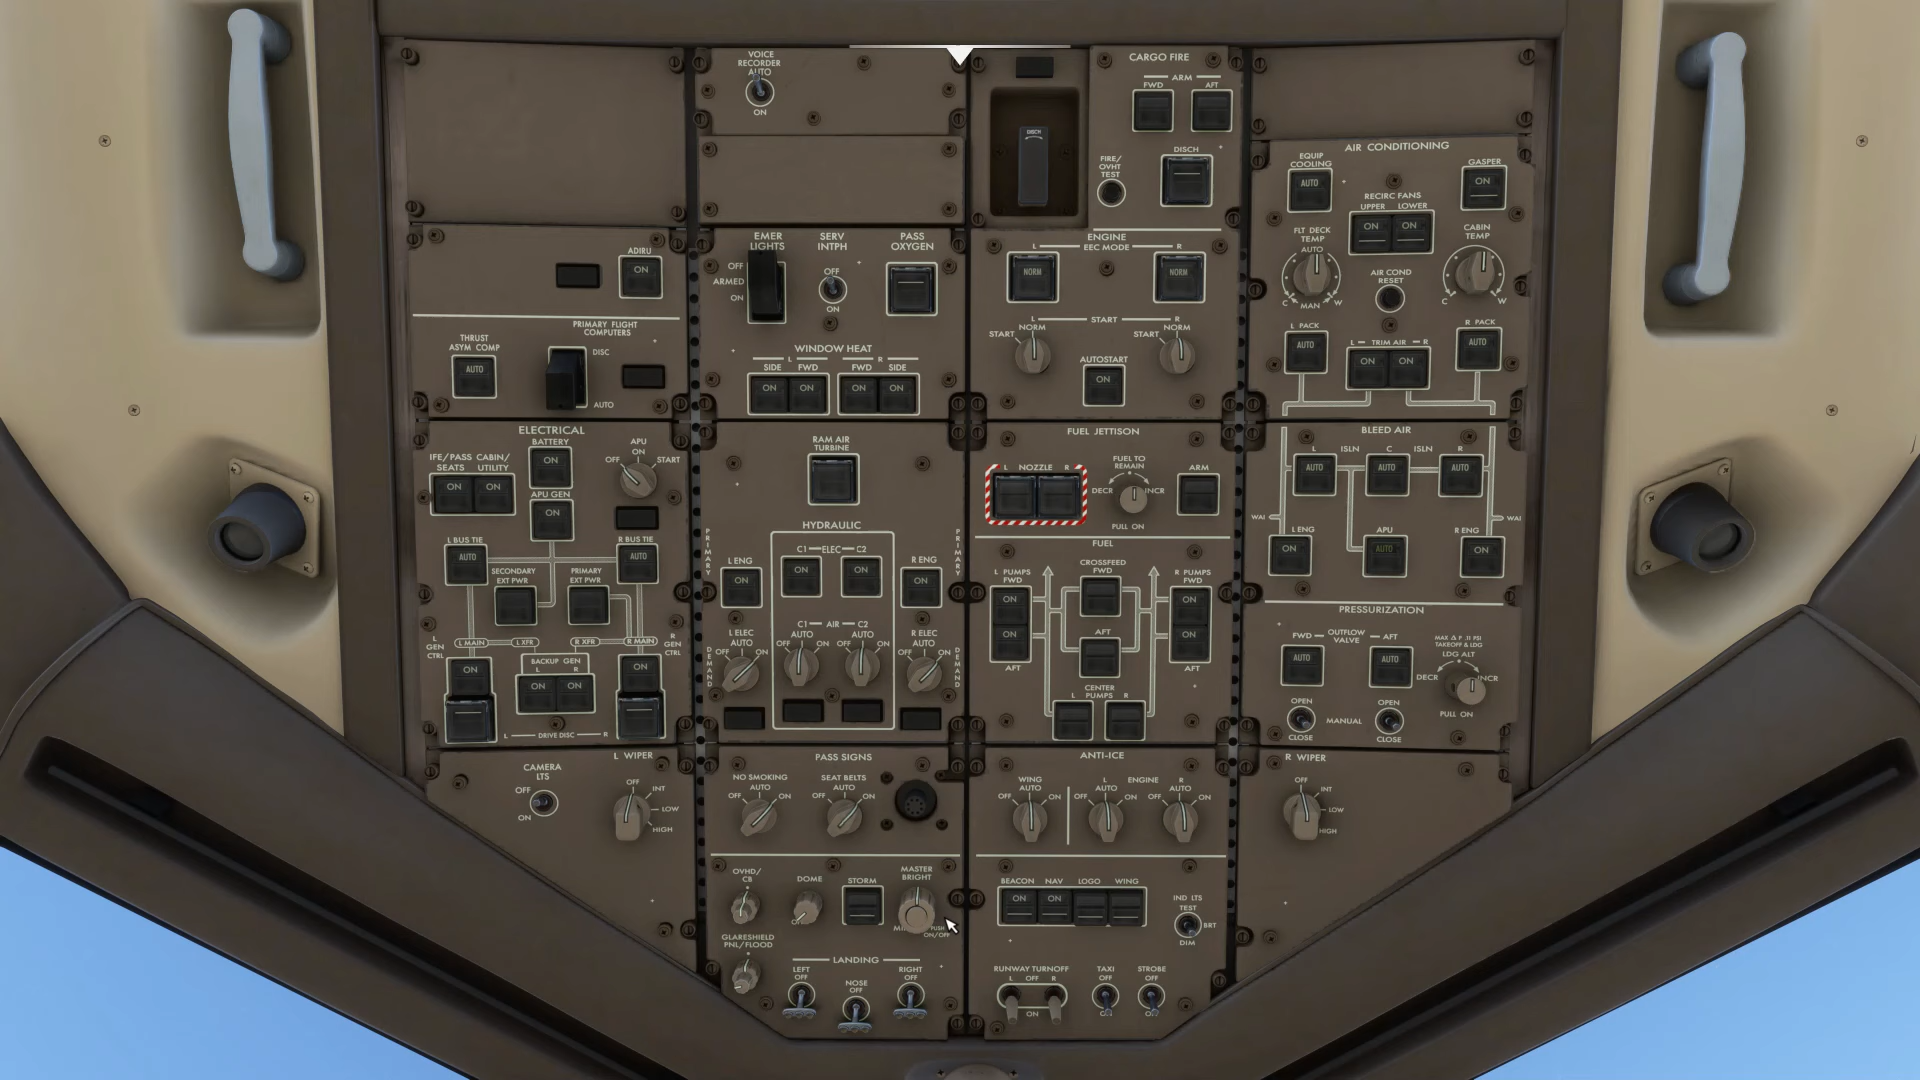 VOICE
RECORDER
AUTO
ON
CARGO FIRE
ARM
FWD
AFT
DISCH
FIRE/
OVHT
TEST
DISCH
AIR CONDITIONING
EQUIP
COOLING
AUTO
GASPER
ON
RECIRC FANS
UPPER LOWER
ON ON
FLT DECK
TEMP
AUTO
C MAN W
AIR COND
RESET
CABIN
TEMP
C W
L PACK
AUTO
R PACK
AUTO
L TRIM AIR R
ON ON
ADIRU
ON
THRUST
ASYM COMP
AUTO
PRIMARY FLIGHT
COMPUTERS
DISC
AUTO
EMER
LIGHTS
OFF
ARMED
ON
SERV
INTPH
OFF
ON
PASS
OXYGEN
WINDOW HEAT
L R
SIDE FWD FWD SIDE
ON ON ON ON
ENGINE
L EEC MODE R
NORM NORM
L START R
NORM NORM
START START
AUTOSTART
ON
ELECTRICAL
BATTERY
ON
APU
ON
OFF START
IFE/PASS CABIN/
SEATS UTILITY
ON ON
APU GEN
ON
L BUS TIE
AUTO
R BUS TIE
AUTO
SECONDARY
EXT PWR
PRIMARY
EXT PWR
L MAIN L XFR R XFR R MAIN
L
GEN
CTRL
ON
BACKUP GEN
L R
ON ON
R
GEN
CTRL
ON
L DRIVE DISC R
RAM AIR
TURBINE
HYDRAULIC
PRIMARY
PRIMARY
C1 ELEC C2
L ENG
ON
ON ON
R ENG
ON
DEMAND
DEMAND
L ELEC
AUTO
OFF ON
C1 AIR C2
AUTO AUTO
OFF ON OFF ON
R ELEC
AUTO
OFF ON
FUEL JETTISON
L NOZZLE R
FUEL TO
REMAIN
DECR INCR
PULL ON
ARM
FUEL
L PUMPS
FWD
ON
ON
AFT
CROSSFEED
FWD
AFT
R PUMPS
FWD
ON
ON
AFT
CENTER
L PUMPS R
BLEED AIR
L ISLN C ISLN R
AUTO AUTO AUTO
WAI WAI
L ENG
ON
APU
AUTO
R ENG
ON
PRESSURIZATION
FWD OUTFLOW AFT
VALVE
AUTO AUTO
MAX Δ P .11 PSI
TAKEOFF & LDG
LDG ALT
DECR INCR
PULL ON
OPEN OPEN
MANUAL
CLOSE CLOSE
CAMERA
LTS
OFF
ON
L WIPER
OFF
INT
LOW
HIGH
PASS SIGNS
NO SMOKING
AUTO
OFF ON
SEAT BELTS
AUTO
OFF ON
ANTI-ICE
WING
AUTO
OFF ON
L ENGINE R
AUTO AUTO
OFF ON OFF ON
R WIPER
OFF
INT
LOW
HIGH
OVHD/
CB
DOME
STORM
MASTER
BRIGHT
PUSH
ON/OFF
GLARESHIELD
PNL/FLOOD
LANDING
LEFT
OFF
NOSE
OFF
RIGHT
OFF
BEACON NAV LOGO WING
ON ON
IND LTS
TEST
BRT
DIM
RUNWAY TURNOFF
L OFF R
ON
TAXI
OFF
STROBE
OFF